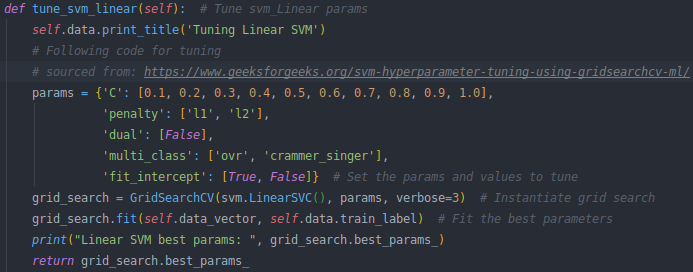 def tune_svm_linear(self):  # Tune svm_Linear params
    self.data.print_title('Tuning Linear SVM')
    # Following code for tuning
    # sourced from: https://www.geeksforgeeks.org/svm-hyperparameter-tuning-using-gridsearchcv-ml/
    params = {'C': [0.1, 0.2, 0.3, 0.4, 0.5, 0.6, 0.7, 0.8, 0.9, 1.0],
              'penalty': ['l1', 'l2'],
              'dual': [False],
              'multi_class': ['ovr', 'crammer_singer'],
              'fit_intercept': [True, False]}  # Set the params and values to tune
    grid_search = GridSearchCV(svm.LinearSVC(), params, verbose=3)  # Instantiate grid search
    grid_search.fit(self.data_vector, self.data.train_label)  # Fit the best parameters
    print("Linear SVM best params: ", grid_search.best_params_)
    return grid_search.best_params_